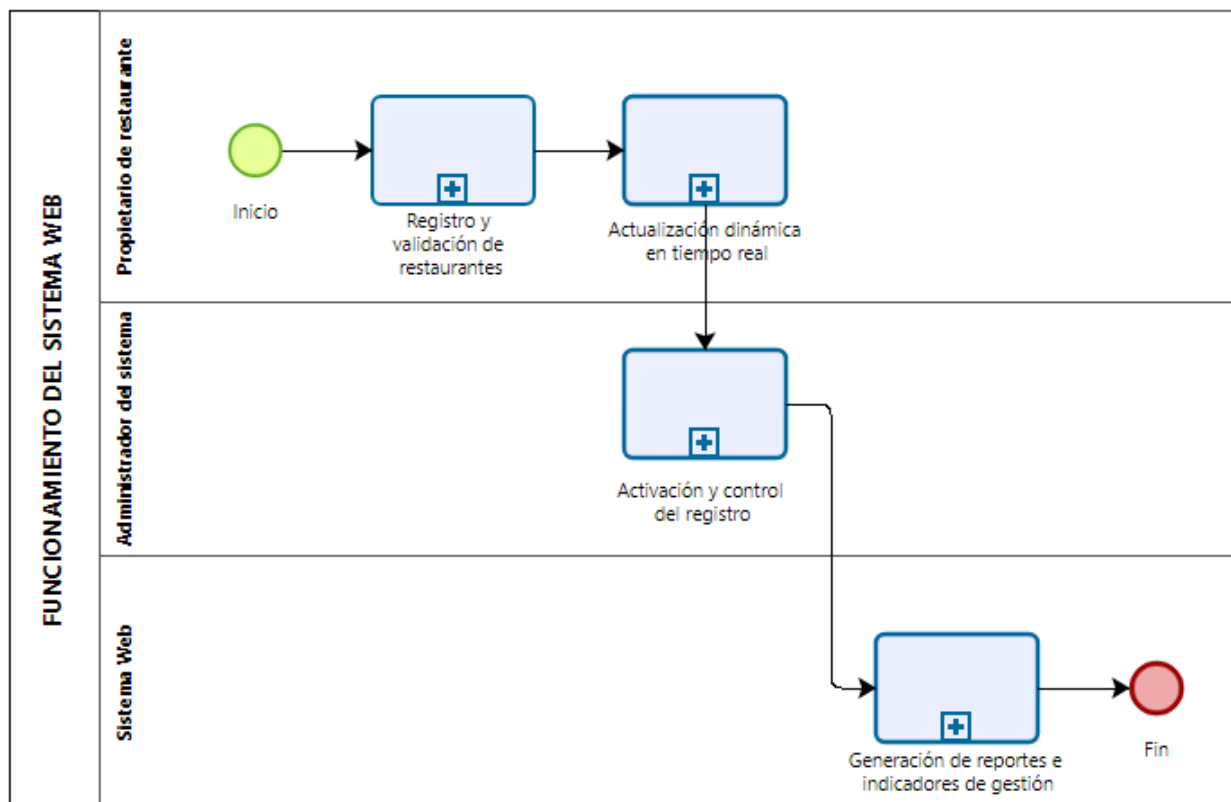 FUNCIONAMIENTO DEL SISTEMA WEB
Propietario de restaurante
Inicio
Registro y
validación de
restaurantes
Actualización dinámica
en tiempo real
Administrador del sistema
Activación y control
del registro
Sistema Web
Generación de reportes e
indicadores de gestión
Fin